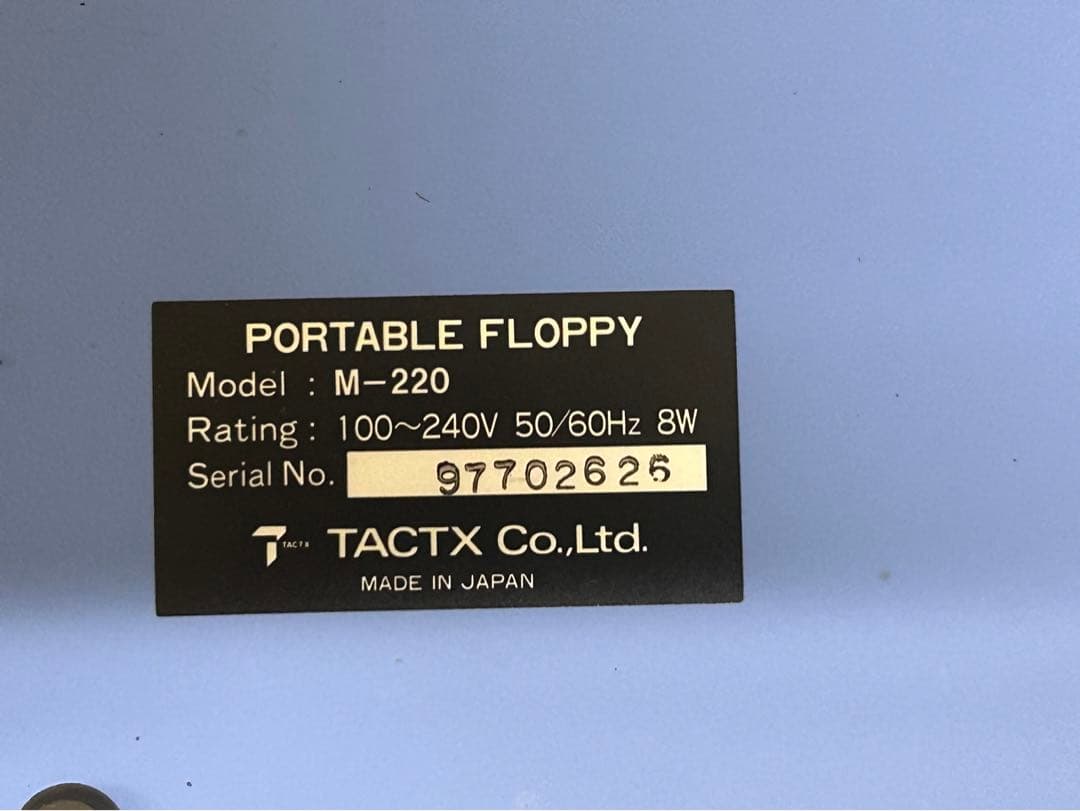 PORTABLE FLOPPY
Model : M-220
Rating : 100~240V 50/60Hz 8W
Serial No. 97702626
TACTX TACTX Co.,Ltd.
MADE IN JAPAN